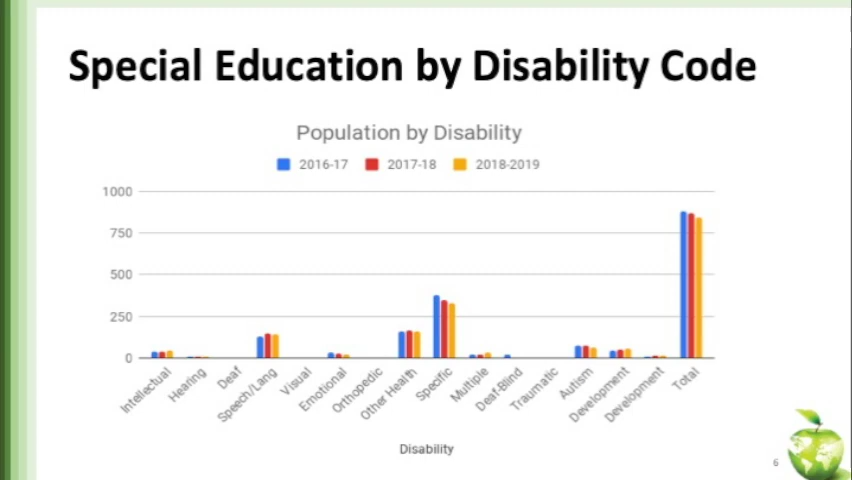 Special Education by Disability Code
Population by Disability
2016-17 2017-18 2018-2019
1000
750
500
250
0
Intellectual
Hearing
Deaf
Speech/Lang
Visual
Emotional
Orthopedic
Other Health
Specific
Multiple
Deaf-Blind
Traumatic
Autism
Development
Development
Total
Disability
6